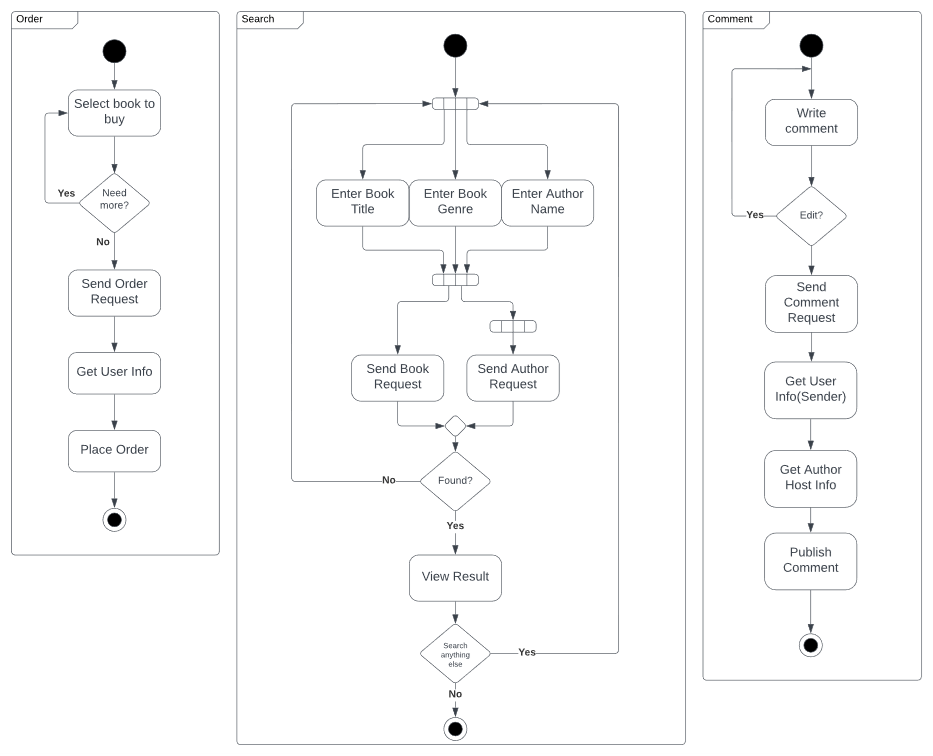 Order
Select book to
buy
Need
more?
Yes
No
Send Order
Request
Get User Info
Place Order
Search
Enter Book
Title
Enter Book
Genre
Enter Author
Name
Send Book
Request
Send Author
Request
Found?
No
Yes
View Result
Search
anything
else
Yes
No
Comment
Write
comment
Edit?
Yes
Send
Comment
Request
Get User
Info(Sender)
Get Author
Host Info
Publish
Comment